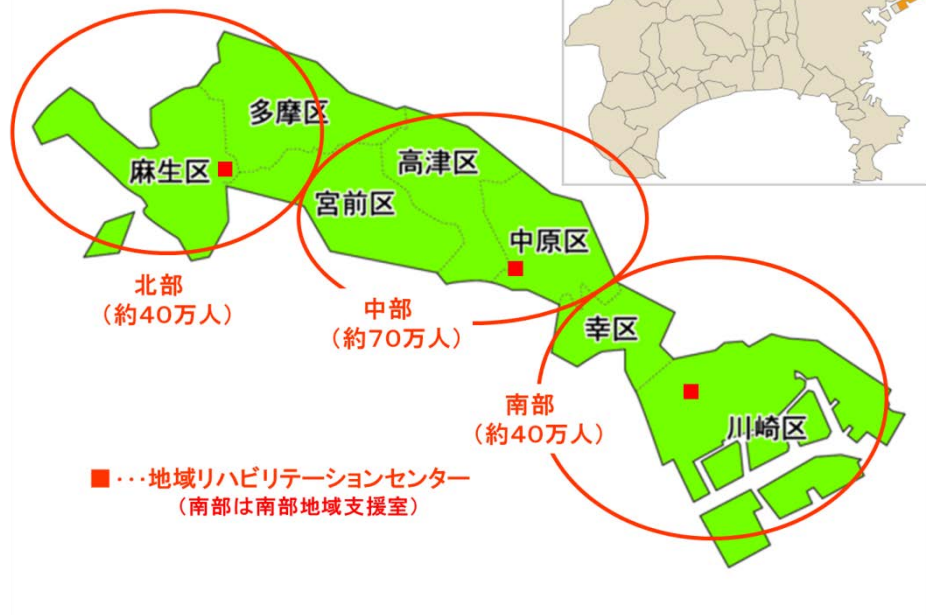 多摩区
麻生区
高津区
宮前区
中原区
北部
（約40万人）
中部
（約70万人）
幸区
南部
（約40万人）
川崎区
■・・・地域リハビリテーションセンター
（南部は南部地域支援室）